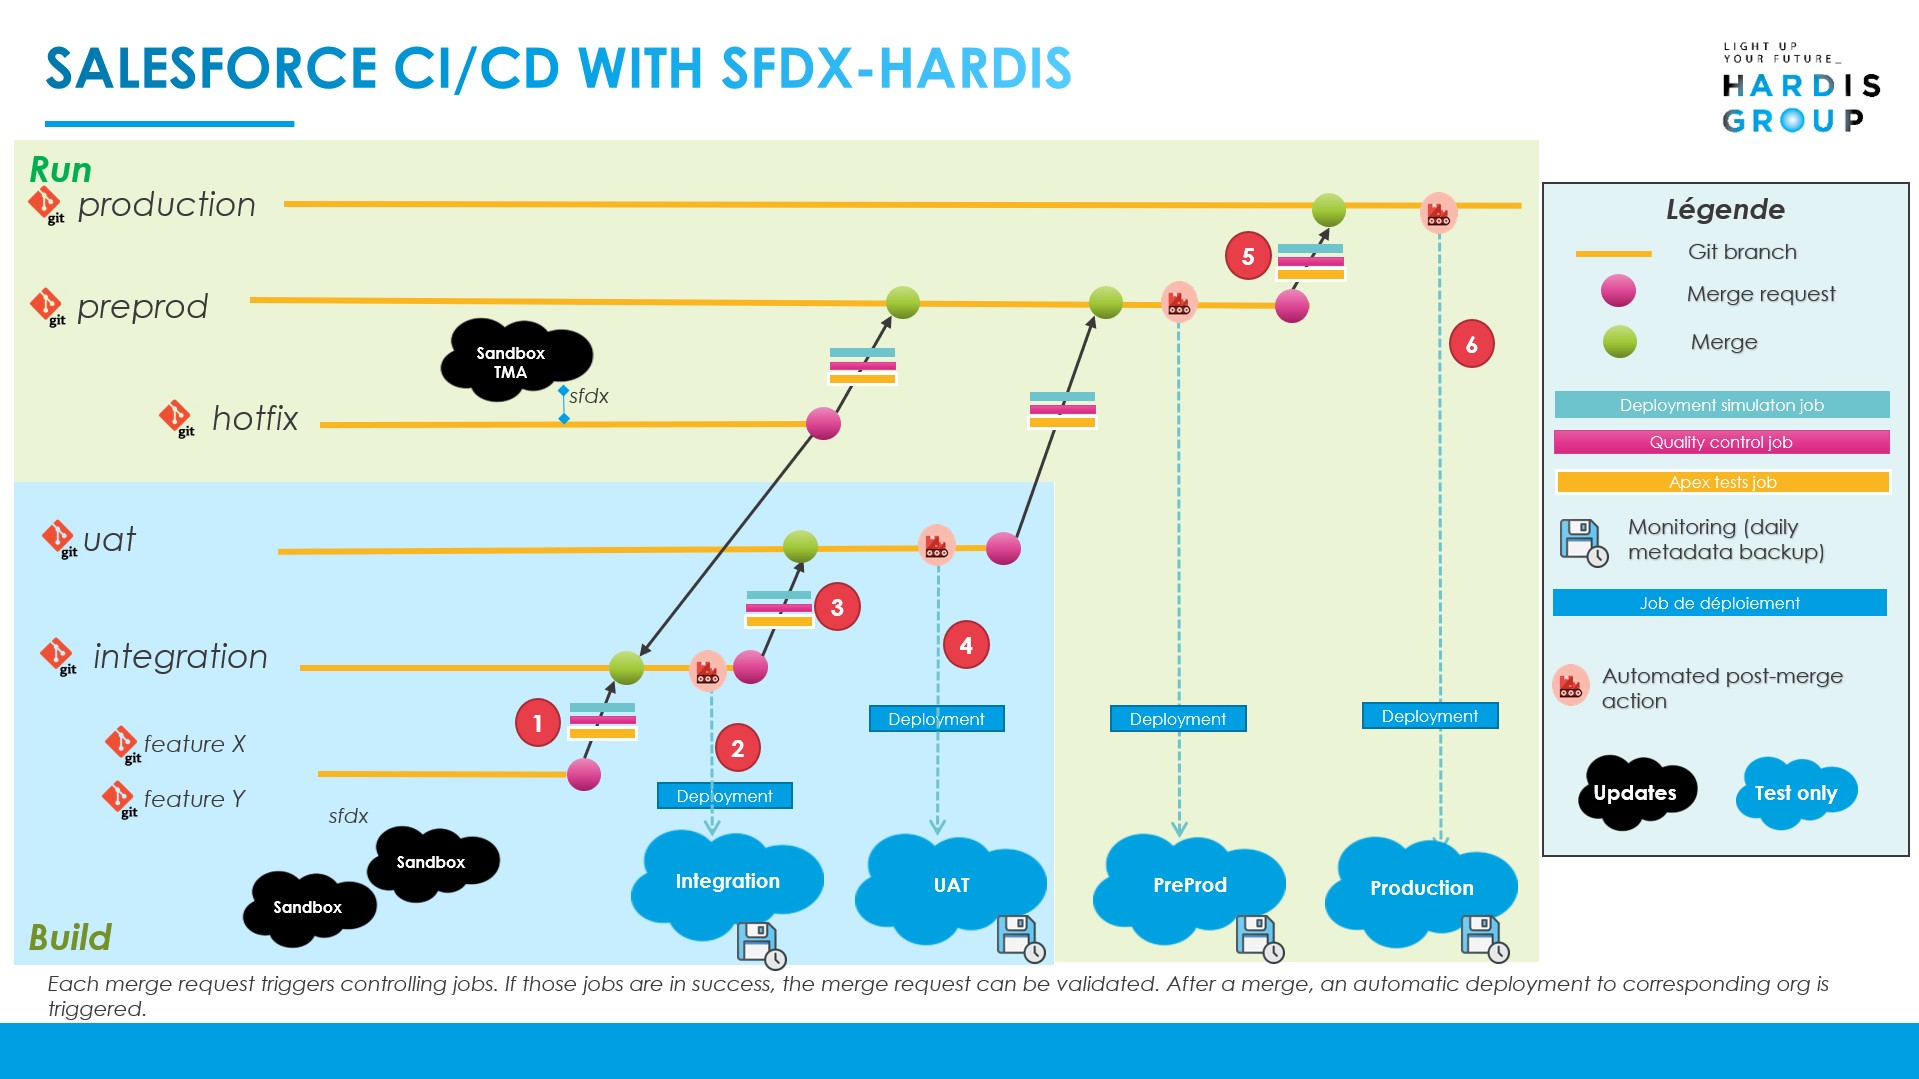 SALESFORCE CI/CD WITH SFDX-HARDIS
LIGHT UP
YOUR FUTURE_
HARDIS
GROUP
Run
git production
git preprod
Sandbox
TMA
sfdx
git hotfix
git uat
git integration
git feature X
git feature Y
sfdx
Sandbox
Sandbox
Build
1
2
3
4
5
6
Deployment
Deployment
Deployment
Deployment
Integration
UAT
PreProd
Production
Légende
Git branch
Merge request
Merge
Deployment simulaton job
Quality control job
Apex tests job
Monitoring (daily
metadata backup)
Job de déploiement
Automated post-merge
action
Updates
Test only
Each merge request triggers controlling jobs. If those jobs are in success, the merge request can be validated. After a merge, an automatic deployment to corresponding org is
triggered.